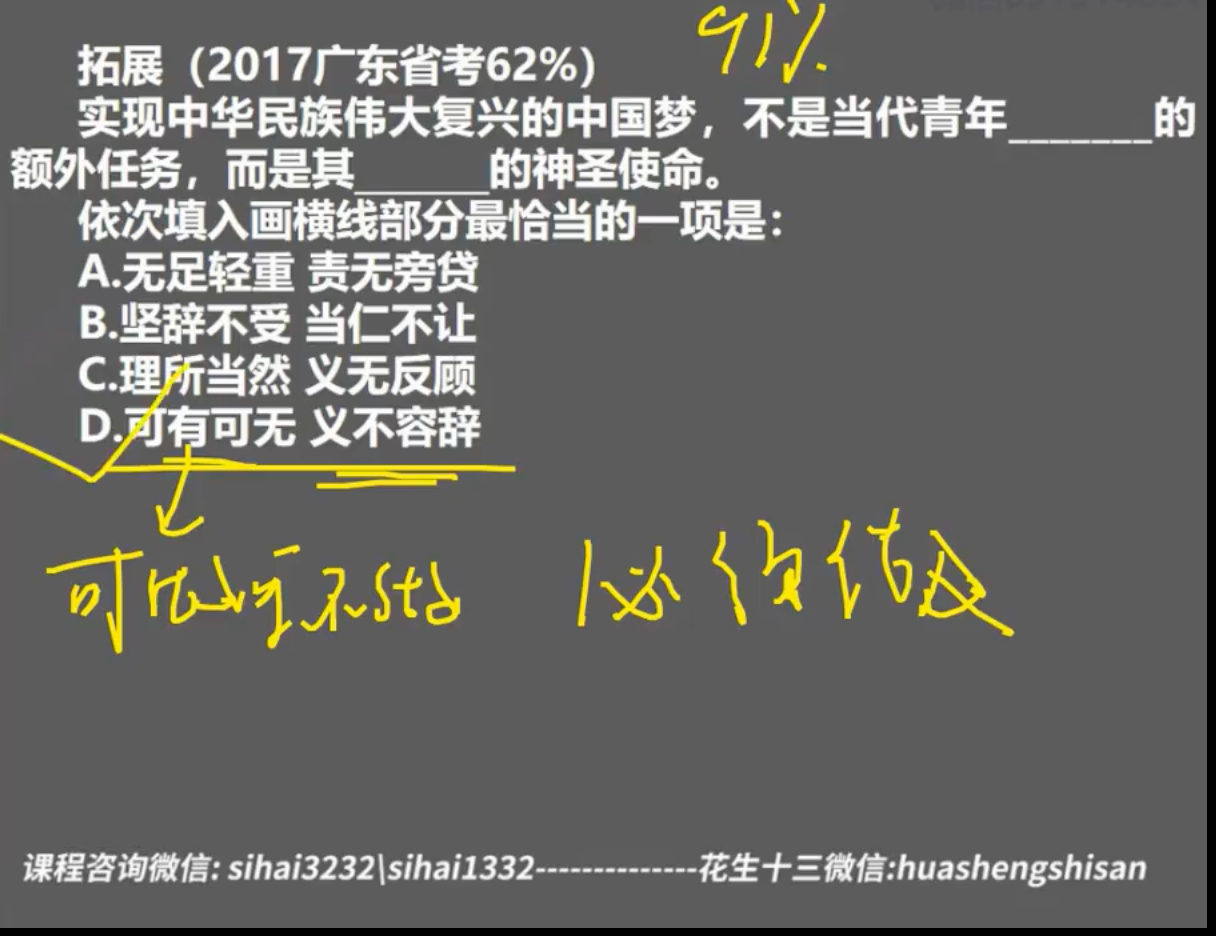 91%
拓展（2017广东省考62%）
实现中华民族伟大复兴的中国梦，不是当代青年_______的
额外任务，而是其_______的神圣使命。
依次填入画横线部分最恰当的一项是：
A.无足轻重 责无旁贷
B.坚辞不受 当仁不让
C.理所当然 义无反顾
D.可有可无 义不容辞
可做可不做 必须做
课程咨询微信: sihai3232\sihai1332--------------花生十三微信:huashengshisan